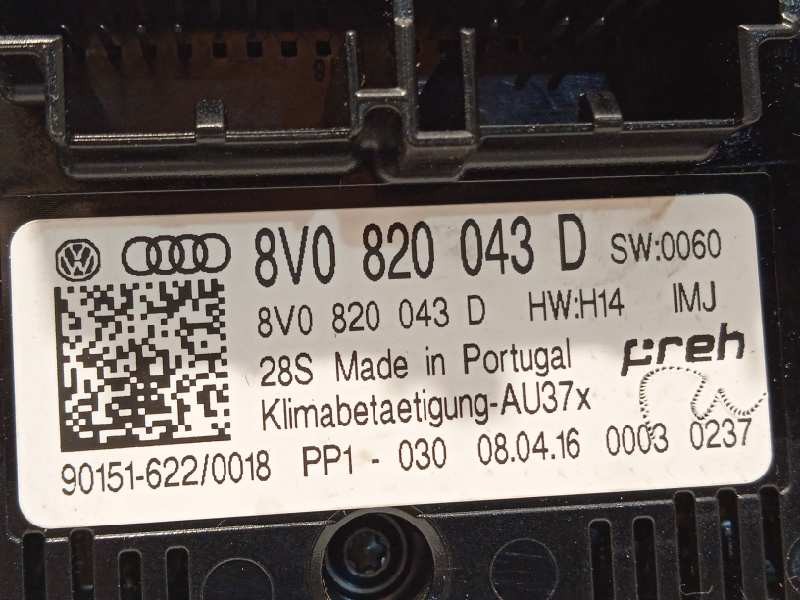 8V0 820 043 D SW:0060
8V0 820 043 D HW:H14 IMJ
28S Made in Portugal preh
Klimabetaetigung-AU37x
90151-622/0018 PP1 - 030 08.04.16 0003 0237